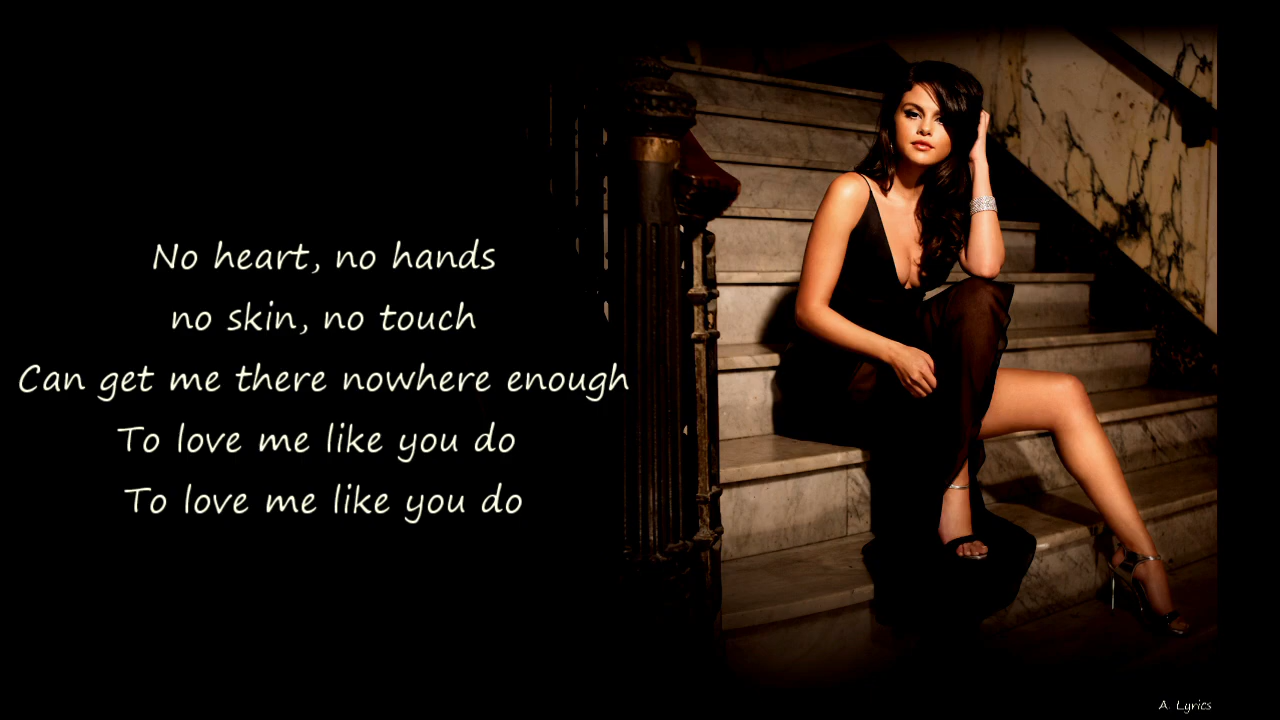 No heart, no hands
no skin, no touch
Can get me there nowhere enough
To love me like you do
To love me like you do
A. Lyrics